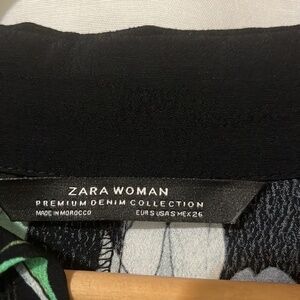 ZARA WOMAN
PREMIUM DENIM COLLECTION
MADE IN MOROCCO EUR S USA S MEX 26